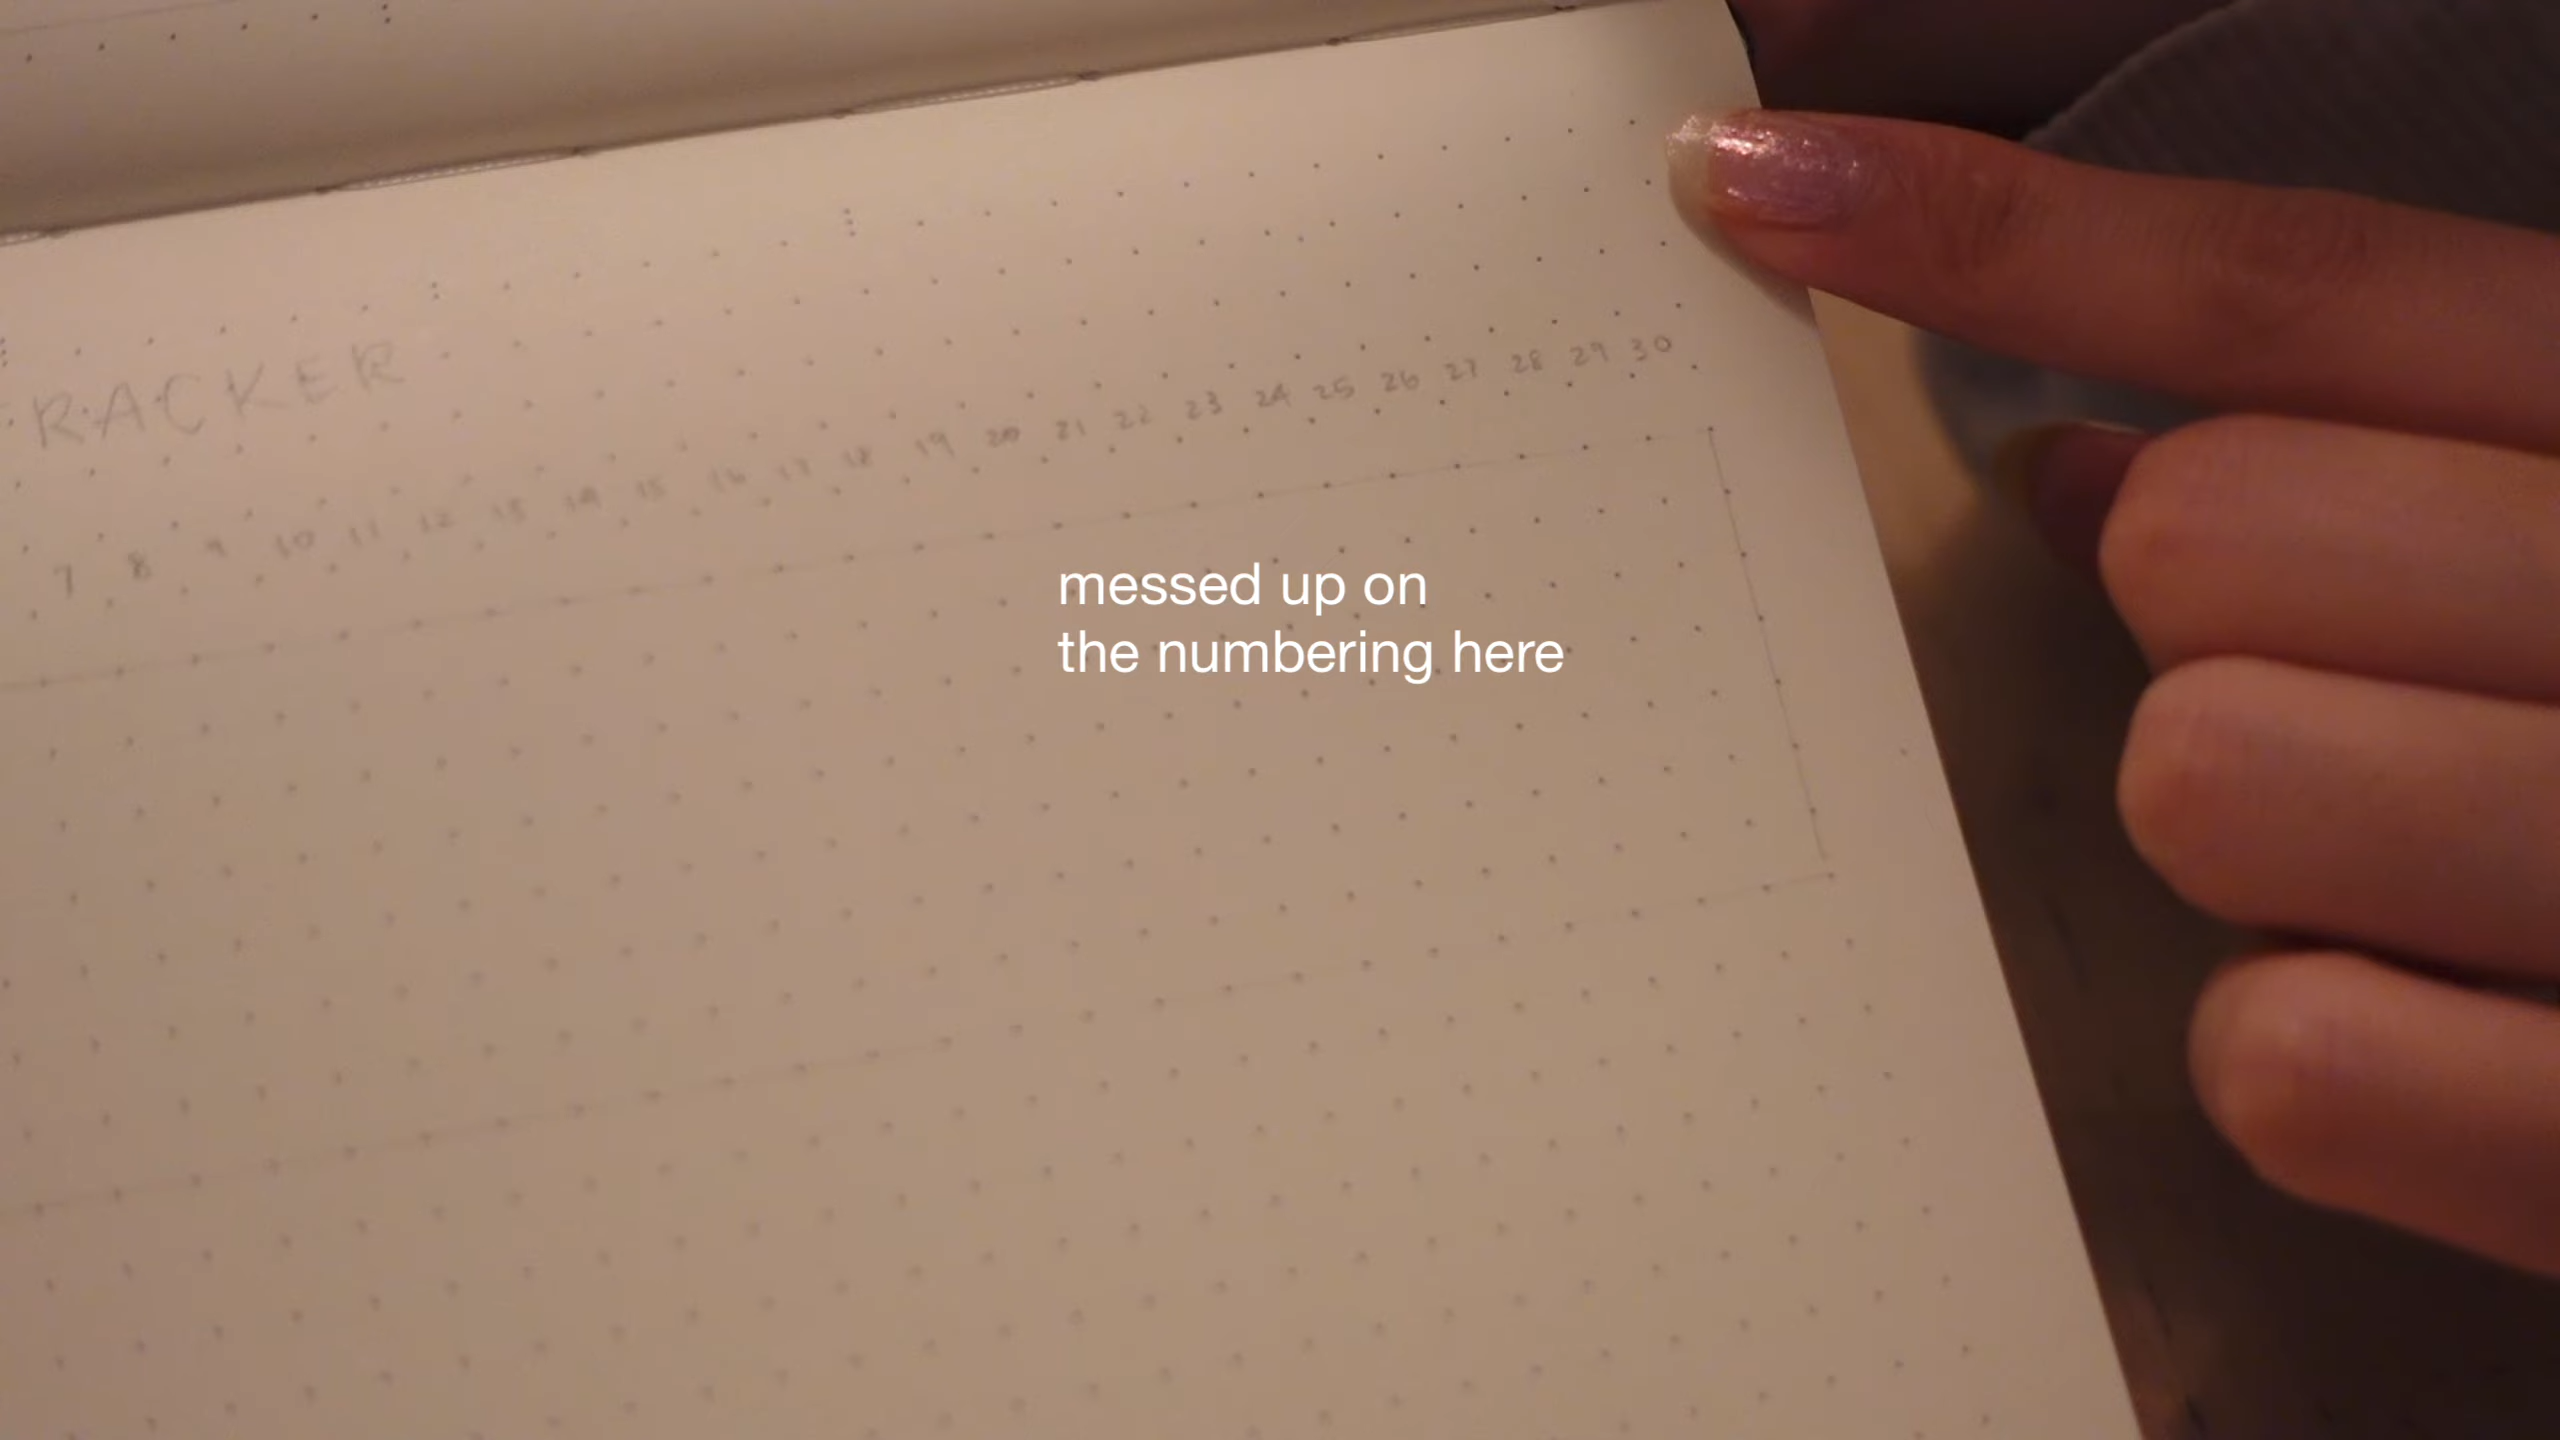 TRACKER
7 8 9 10 11 12 13 14 15 16 17 18 19 20 21 22 23 24 25 26 27 28 29 30
messed up on
the numbering here